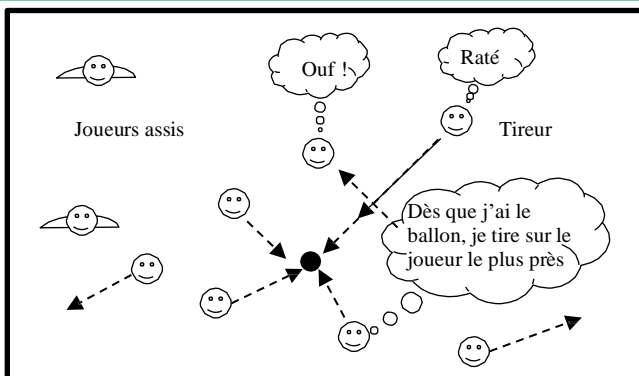 Ouf !
Raté
Joueurs assis
Tireur
Dès que j’ai le
ballon, je tire sur le
joueur le plus près